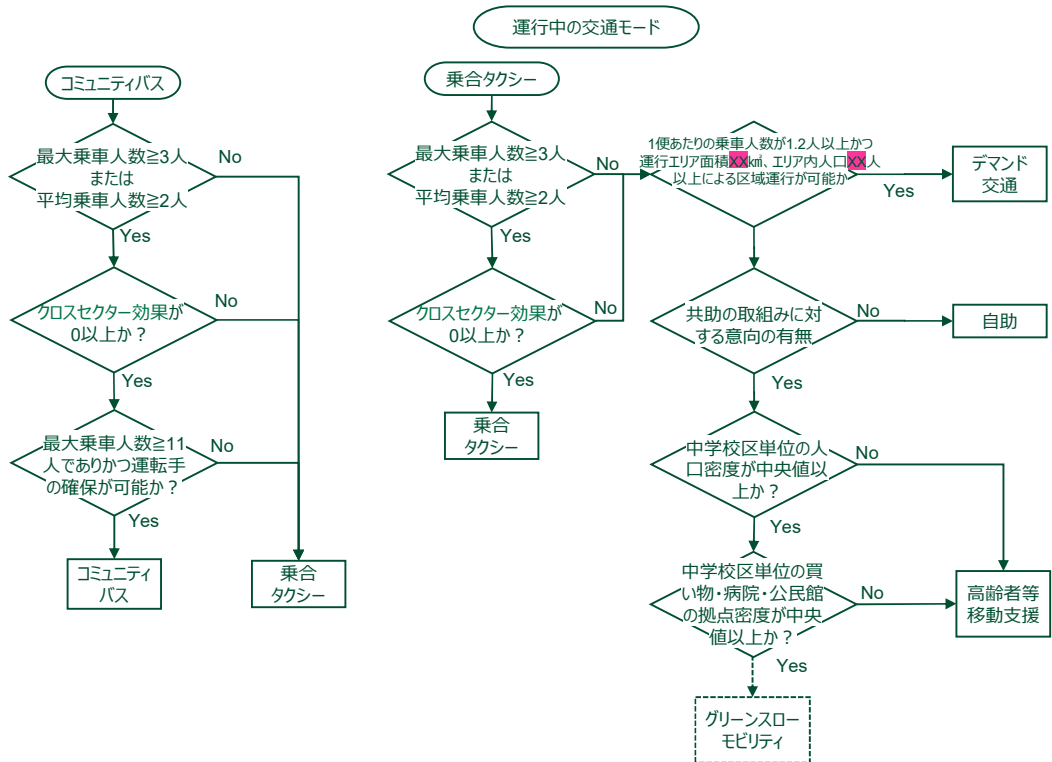 運行中の交通モード
コミュニティバス
最大乗車人数≧3人
または
平均乗車人数≧2人
No
Yes
クロスセクター効果が
0以上か？
No
Yes
最大乗車人数≧11
人でありかつ運転手
の確保が可能か？
No
Yes
コミュニティ
バス
乗合
タクシー
乗合タクシー
最大乗車人数≧3人
または
平均乗車人数≧2人
No
Yes
クロスセクター効果が
0以上か？
No
Yes
乗合
タクシー
1便あたりの乗車人数が1.2人以上かつ
運行エリア面積XX㎢、エリア内人口XX人
以上による区域運行が可能か
Yes
デマンド
交通
共助の取組みに対
する意向の有無
No
自助
Yes
中学校区単位の人
口密度が中央値以
上か？
No
Yes
中学校区単位の買
い物・病院・公民館
の拠点密度が中央
値以上か？
No
高齢者等
移動支援
Yes
グリーンスロー
モビリティ